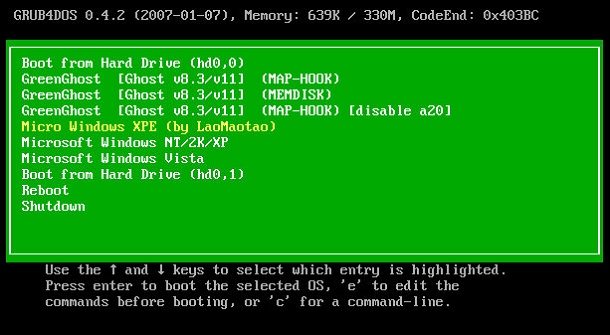 GRUB4DOS 0.4.2 (2007-01-07), Memory: 639K / 330M, CodeEnd: 0x403BC
Boot from Hard Drive (hd0,0)
GreenGhost [Ghost v8.3/v11] (MAP-HOOK)
GreenGhost [Ghost v8.3/v11] (MEMDISK)
GreenGhost [Ghost v8.3/v11] (MAP-HOOK) [disable a20]
Micro Windows XPE (by LaoMaotao)
Microsoft Windows NT/2K/XP
Microsoft Windows Vista
Boot from Hard Drive (hd0,1)
Reboot
Shutdown
Use the ↑ and ↓ keys to select which entry is highlighted.
Press enter to boot the selected OS, 'e' to edit the
commands before booting, or 'c' for a command-line.